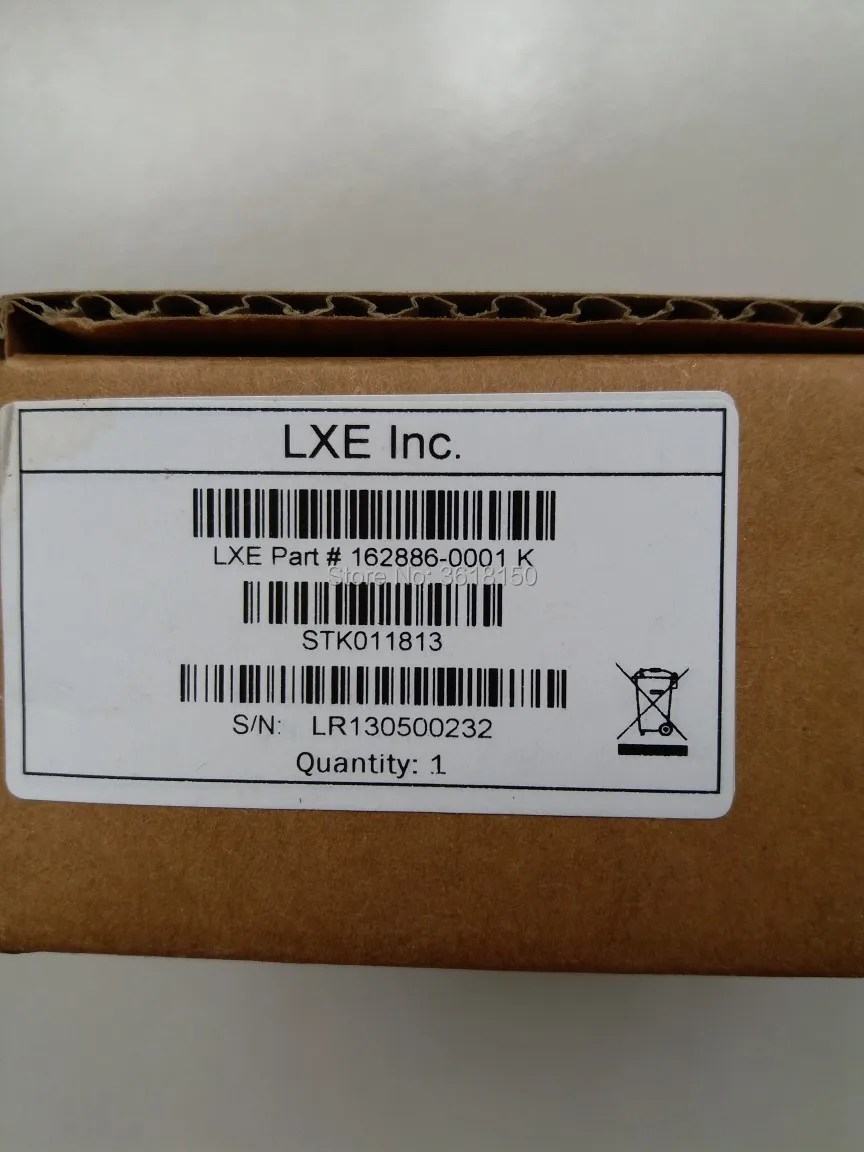 LXE Inc.
LXE Part # 162886-0001 K
Store No: 3618150
STK011813
S/N: LR130500232
Quantity: 1